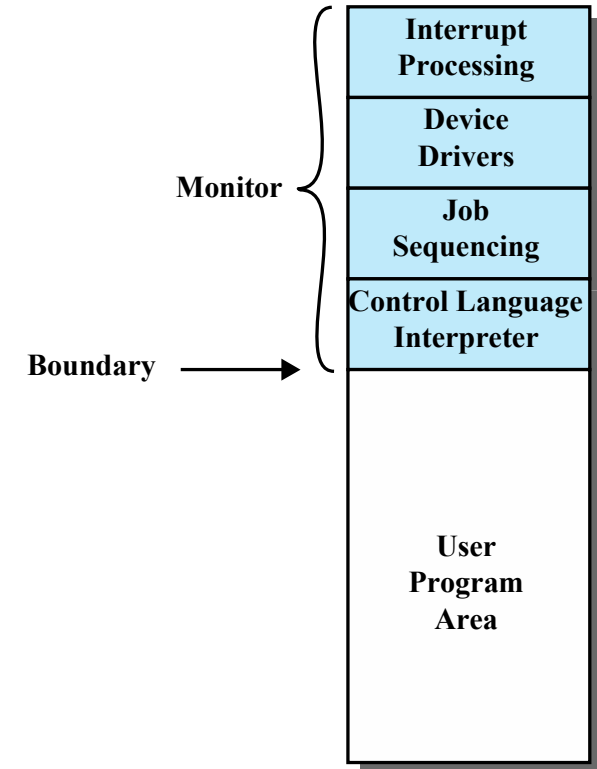 Interrupt
Processing
Device
Drivers
Monitor
Job
Sequencing
Control Language
Interpreter
Boundary
User
Program
Area